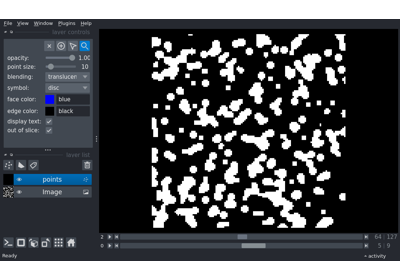 File View Window Plugins Help
layer controls
opacity: 1.00
point size: 10
blending: translucen
symbol: disc
face color: blue
edge color: black
display text:
out of slice:
layer list
points
Image
2 64 127
0 5 9
Ready activity